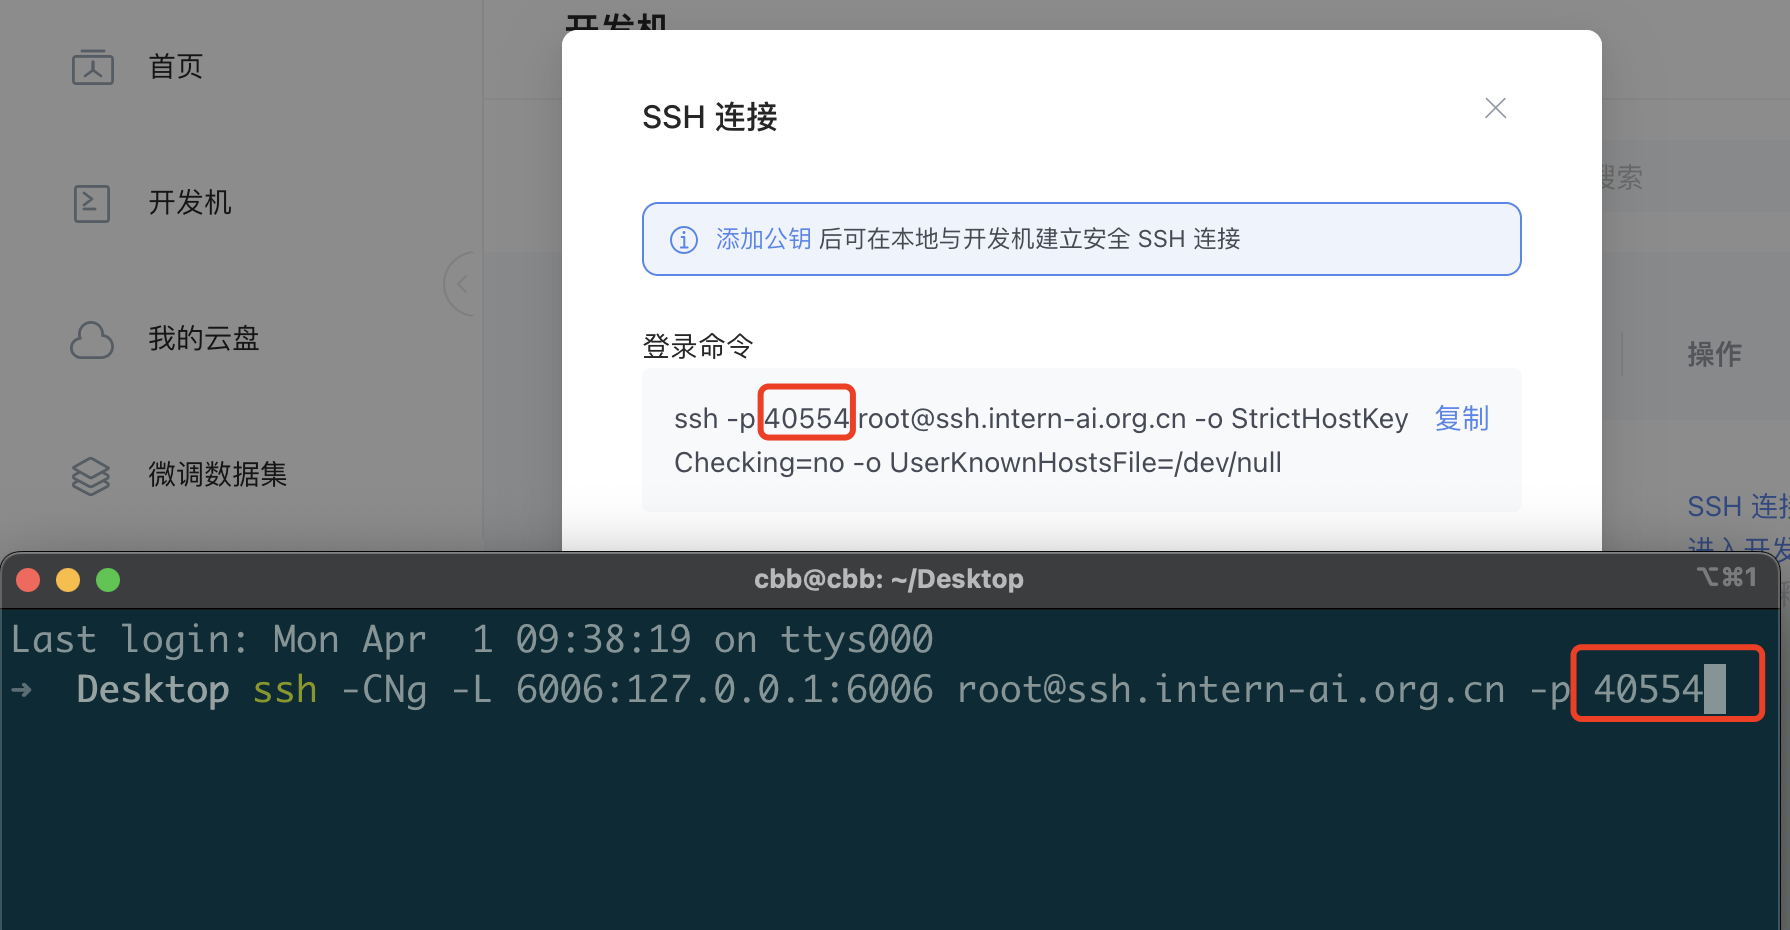 首页
开发机
我的云盘
微调数据集
开发机
搜索
操作
SSH 连接
SSH 连接
添加公钥 后可在本地与开发机建立安全 SSH 连接
登录命令
ssh -p 40554 root@ssh.intern-ai.org.cn -o StrictHostKey
Checking=no -o UserKnownHostsFile=/dev/null
复制
进入开发
cbb@cbb: ~/Desktop
⌥⌘1
Last login: Mon Apr  1 09:38:19 on ttys000
➜  Desktop ssh -CNg -L 6006:127.0.0.1:6006 root@ssh.intern-ai.org.cn -p 40554